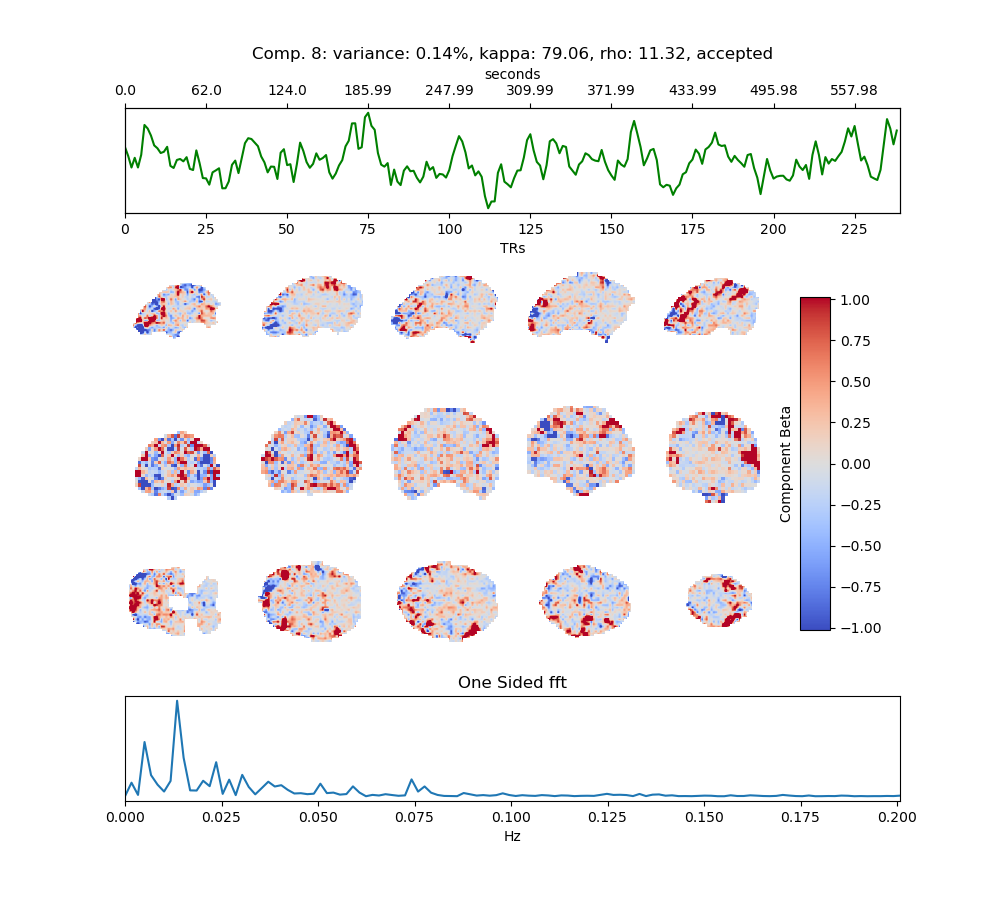 Comp. 8: variance: 0.14%, kappa: 79.06, rho: 11.32, accepted
seconds
0.0 62.0 124.0 185.99 247.99 309.99 371.99 433.99 495.98 557.98
0 25 50 75 100 125 150 175 200 225
TRs
1.00
0.75
0.50
0.25
0.00
−0.25
−0.50
−0.75
−1.00
Component Beta
One Sided fft
0.000 0.025 0.050 0.075 0.100 0.125 0.150 0.175 0.200
Hz